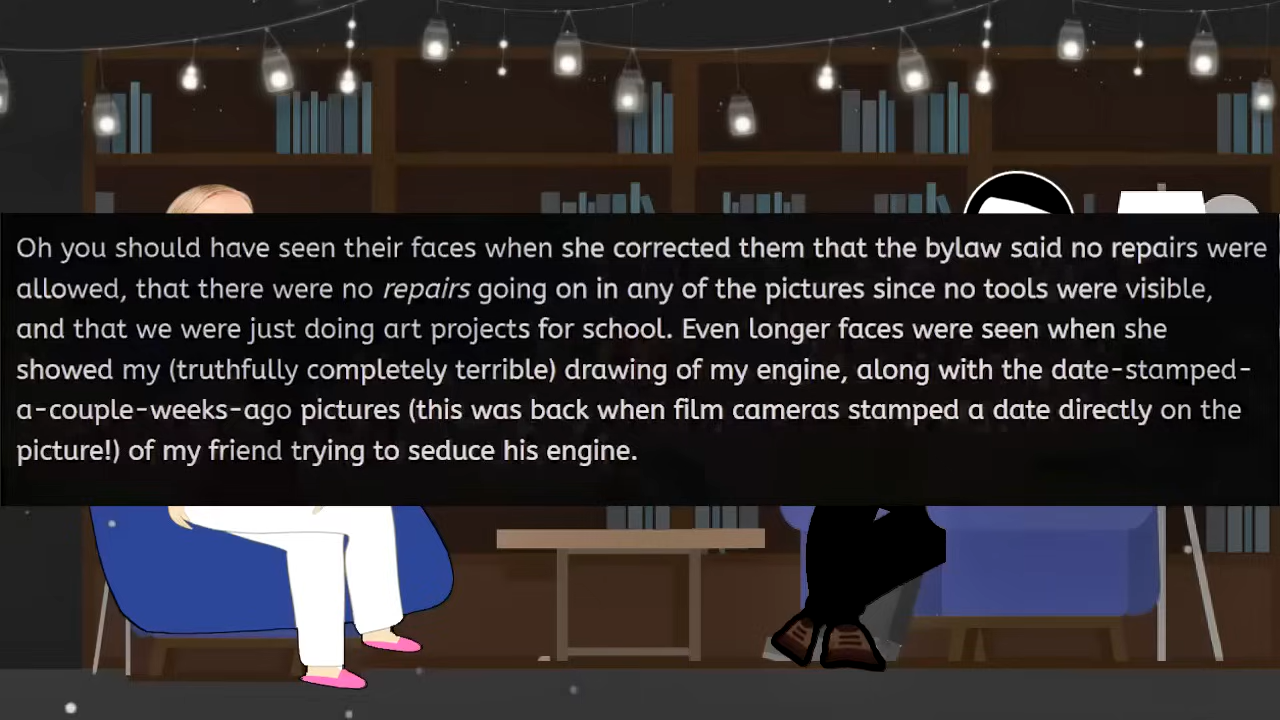 Oh you should have seen their faces when she corrected them that the bylaw said no repairs were
allowed, that there were no repairs going on in any of the pictures since no tools were visible,
and that we were just doing art projects for school. Even longer faces were seen when she
showed my (truthfully completely terrible) drawing of my engine, along with the date-stamped-
a-couple-weeks-ago pictures (this was back when film cameras stamped a date directly on the
picture!) of my friend trying to seduce his engine.